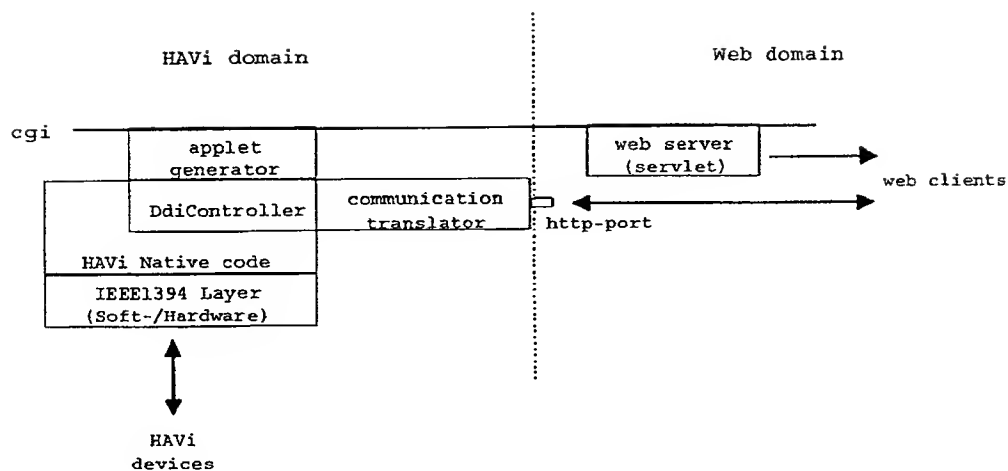 HAVi domain
Web domain
cgi
applet
generator
web server
(servlet)
web clients
DdiController
communication
translator
http-port
HAVi Native code
IEEE1394 Layer
(Soft-/Hardware)
HAVi
devices